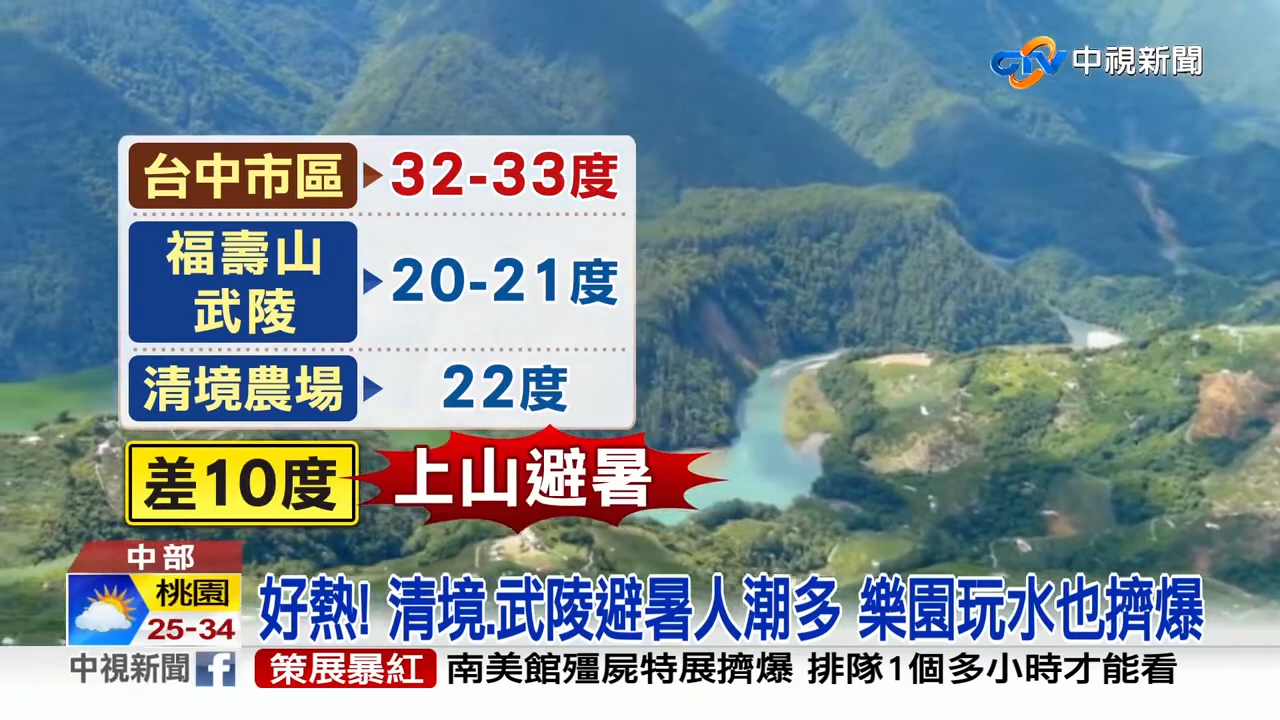 CTV 中視新聞
台中市區 32-33度
福壽山
武陵
20-21度
清境農場 22度
差10度 上山避暑
中部
桃園
25-34
好熱! 清境.武陵避暑人潮多 樂園玩水也擠爆
中視新聞 f 策展暴紅 南美館殭屍特展擠爆 排隊1個多小時才能看